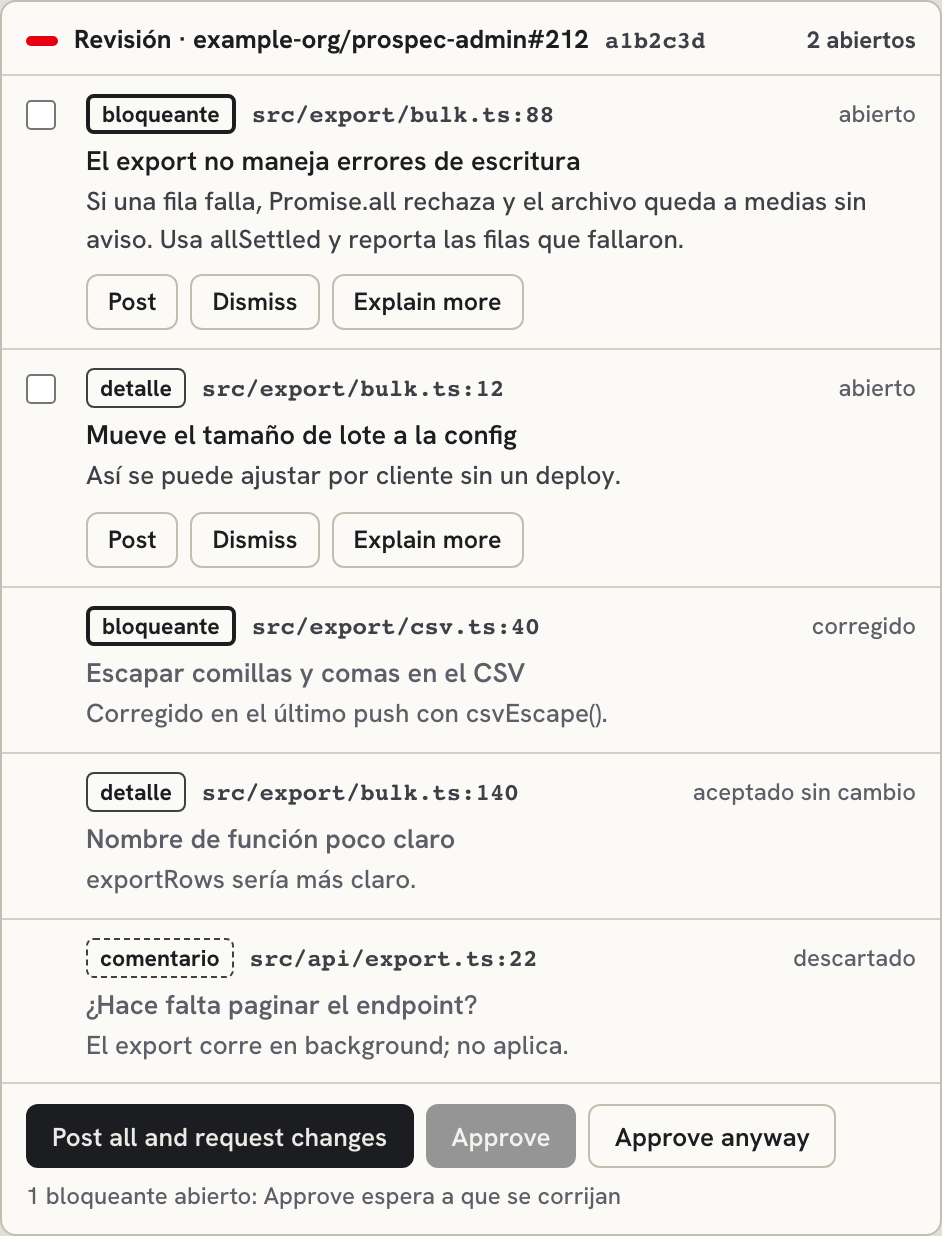 Revisión · example-org/prospec-admin#212 a1b2c3d 2 abiertos
bloqueante src/export/bulk.ts:88 abierto
El export no maneja errores de escritura
Si una fila falla, Promise.all rechaza y el archivo queda a medias sin
aviso. Usa allSettled y reporta las filas que fallaron.
Post Dismiss Explain more
detalle src/export/bulk.ts:12 abierto
Mueve el tamaño de lote a la config
Así se puede ajustar por cliente sin un deploy.
Post Dismiss Explain more
bloqueante src/export/csv.ts:40 corregido
Escapar comillas y comas en el CSV
Corregido en el último push con csvEscape().
detalle src/export/bulk.ts:140 aceptado sin cambio
Nombre de función poco claro
exportRows sería más claro.
comentario src/api/export.ts:22 descartado
¿Hace falta paginar el endpoint?
El export corre en background; no aplica.
Post all and request changes Approve Approve anyway
1 bloqueante abierto: Approve espera a que se corrijan